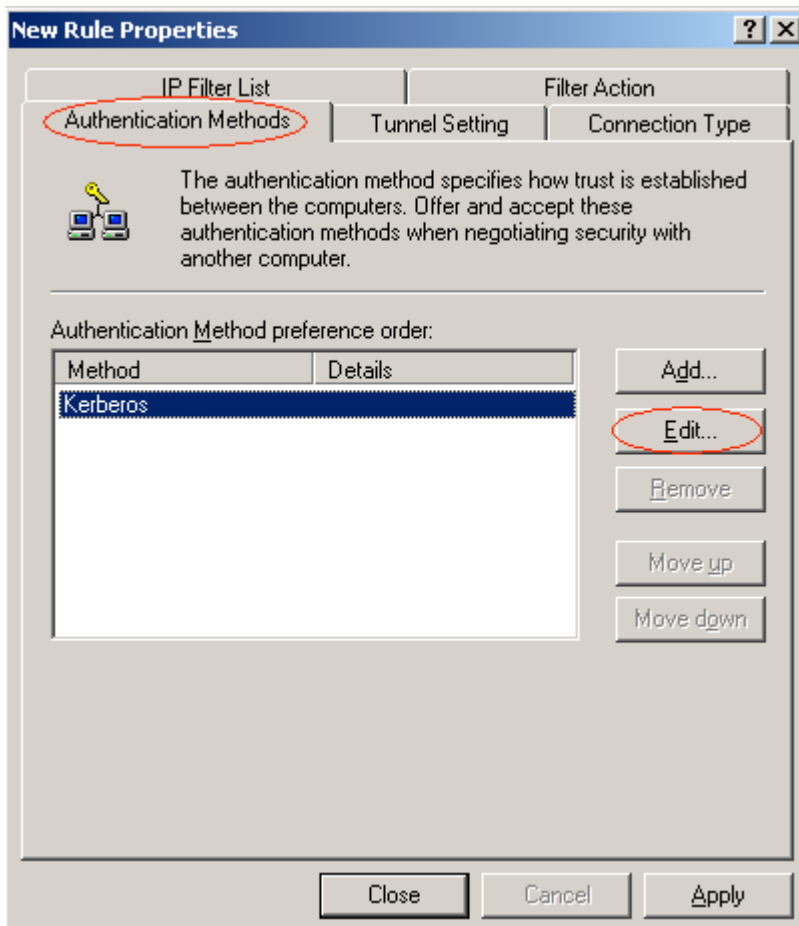 New Rule Properties
IP Filter List
Filter Action
Authentication Methods
Tunnel Setting
Connection Type
The authentication method specifies how trust is established
between the computers. Offer and accept these
authentication methods when negotiating security with
another computer.
Authentication Method preference order:
Method
Details
Kerberos
Add...
Edit...
Remove
Move up
Move down
Close
Cancel
Apply